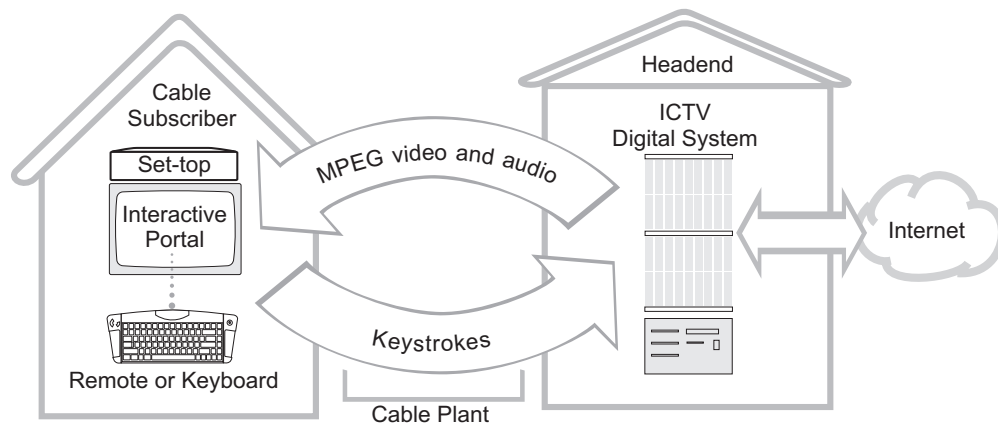 Cable
Subscriber
Set-top
Interactive
Portal
Remote or Keyboard
MPEG video and audio
Keystrokes
Cable Plant
Headend
ICTV
Digital System
Internet